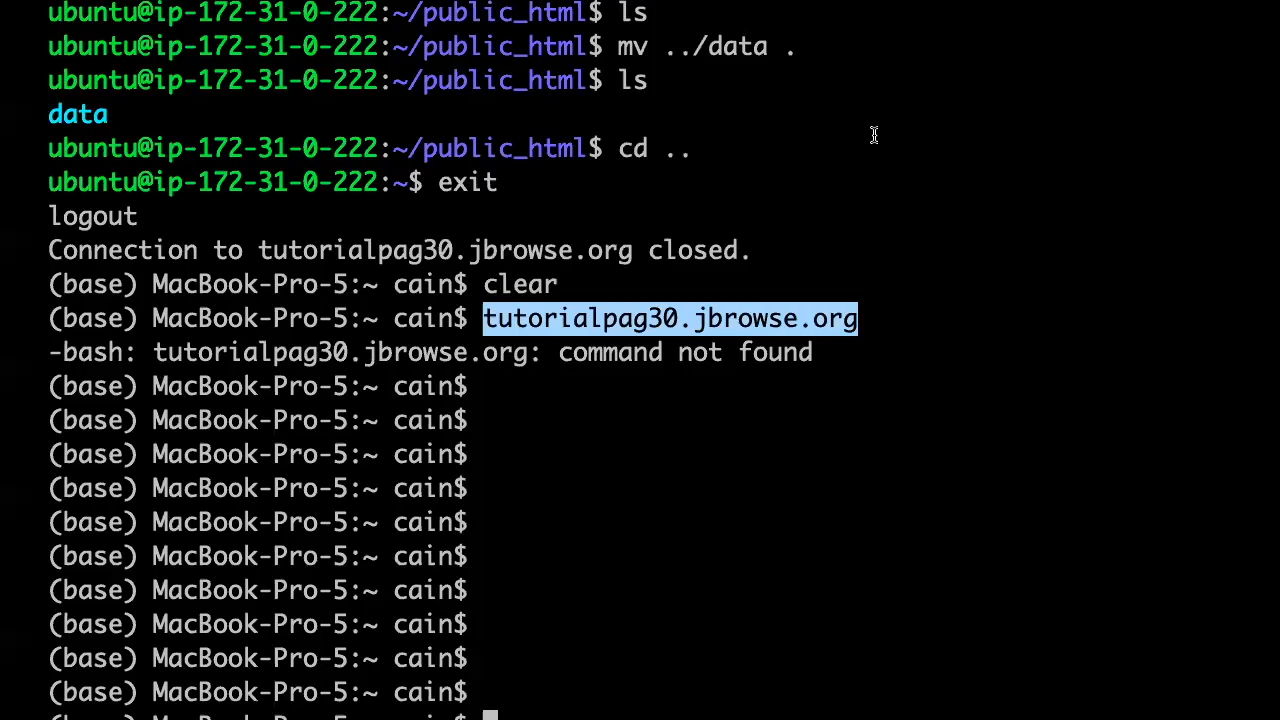 ubuntu@ip-172-31-0-222:~/public_html$ ls
ubuntu@ip-172-31-0-222:~/public_html$ mv ../data .
ubuntu@ip-172-31-0-222:~/public_html$ ls
data
ubuntu@ip-172-31-0-222:~/public_html$ cd ..
ubuntu@ip-172-31-0-222:~$ exit
logout
Connection to tutorialpag30.jbrowse.org closed.
(base) MacBook-Pro-5:~ cain$ clear
(base) MacBook-Pro-5:~ cain$ tutorialpag30.jbrowse.org
-bash: tutorialpag30.jbrowse.org: command not found
(base) MacBook-Pro-5:~ cain$
(base) MacBook-Pro-5:~ cain$
(base) MacBook-Pro-5:~ cain$
(base) MacBook-Pro-5:~ cain$
(base) MacBook-Pro-5:~ cain$
(base) MacBook-Pro-5:~ cain$
(base) MacBook-Pro-5:~ cain$
(base) MacBook-Pro-5:~ cain$
(base) MacBook-Pro-5:~ cain$
(base) MacBook-Pro-5:~ cain$